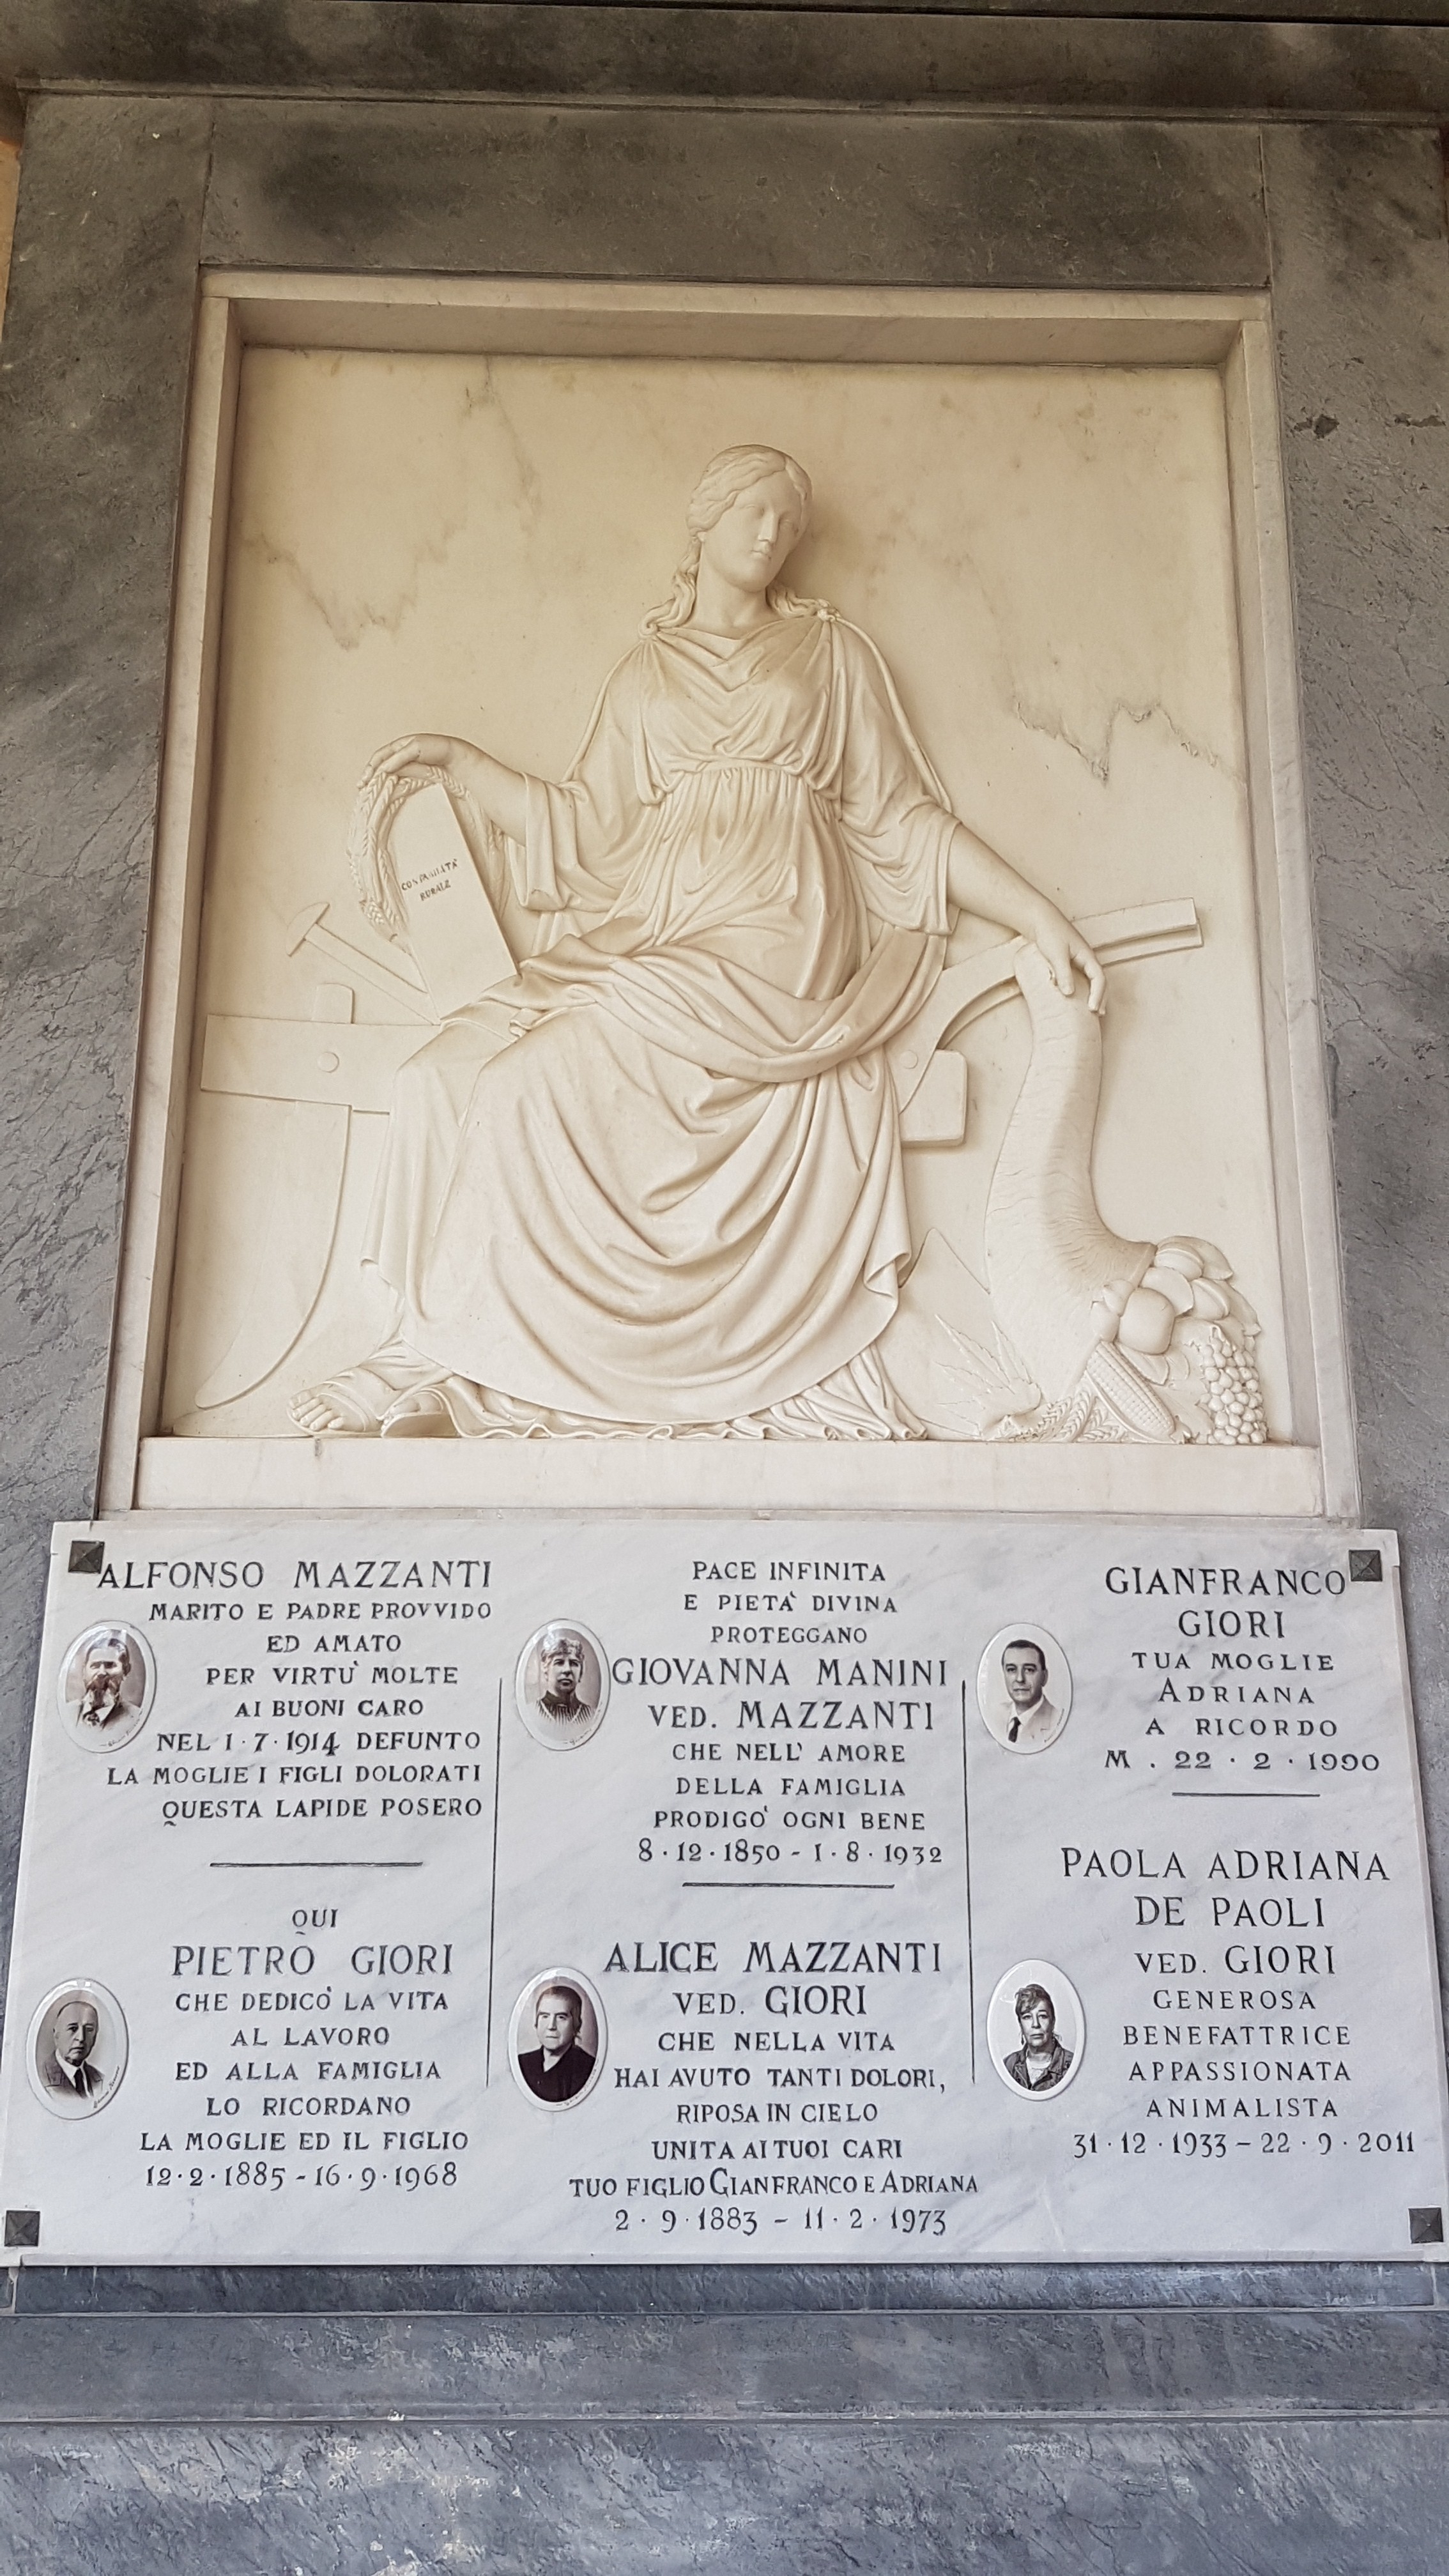 CONTABILITÀ
RURALE
ALFONSO MAZZANTI
MARITO E PADRE PROVVIDO
ED AMATO
PER VIRTU' MOLTE
AI BUONI CARO
NEL 1·7·1914 DEFUNTO
LA MOGLIE I FIGLI DOLORATI
QUESTA LAPIDE POSERO
QUI
PIETRO GIORI
CHE DEDICO' LA VITA
AL LAVORO
ED ALLA FAMIGLIA
LO RICORDANO
LA MOGLIE ED IL FIGLIO
12·2·1885 - 16·9·1968
PACE INFINITA
E PIETA' DIVINA
PROTEGGANO
GIOVANNA MANINI
VED. MAZZANTI
CHE NELL' AMORE
DELLA FAMIGLIA
PRODIGO' OGNI BENE
8·12·1850 - 1·8·1932
ALICE MAZZANTI
VED. GIORI
CHE NELLA VITA
HAI AVUTO TANTI DOLORI,
RIPOSA IN CIELO
UNITA AI TUOI CARI
TUO FIGLIO GIANFRANCO E ADRIANA
2·9·1883 - 11·2·1973
GIANFRANCO
GIORI
TUA MOGLIE
ADRIANA
A RICORDO
M. 22·2·1990
PAOLA ADRIANA
DE PAOLI
VED. GIORI
GENEROSA
BENEFATTRICE
APPASSIONATA
ANIMALISTA
31·12·1933 - 22·9·2011